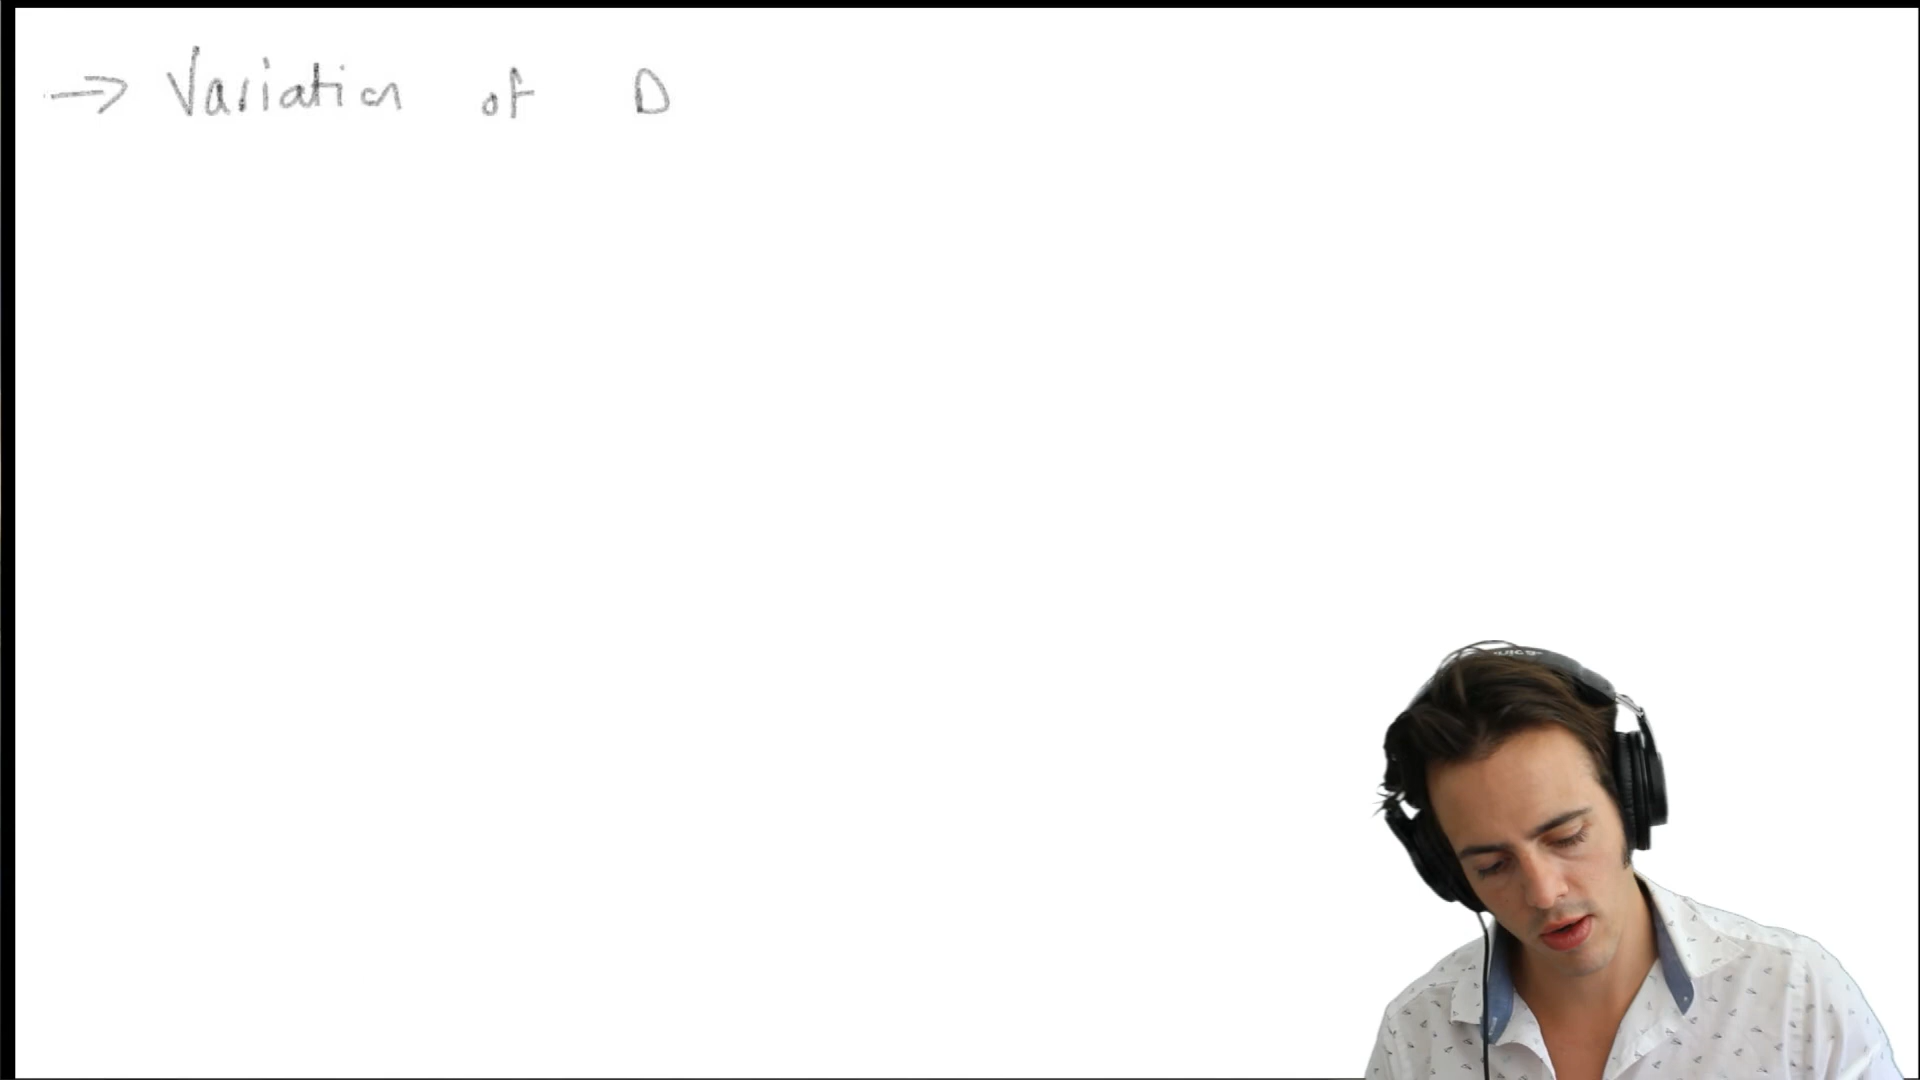 → Variation of D